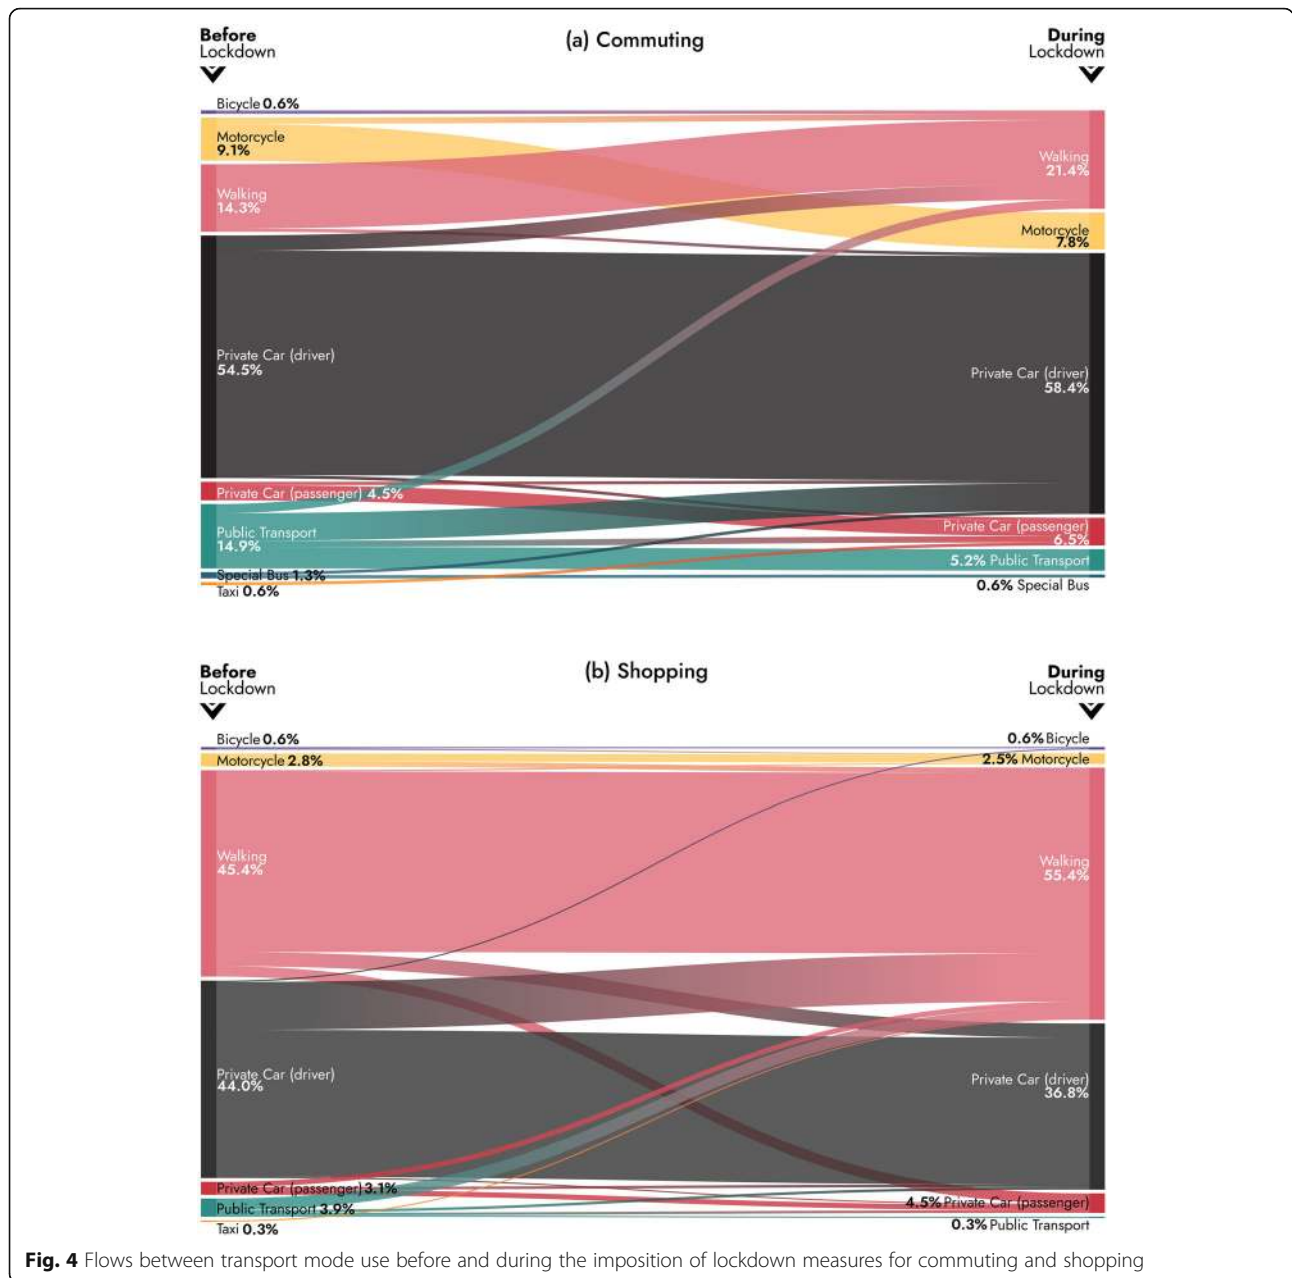 Before
Lockdown
(a) Commuting
During
Lockdown
Bicycle 0.6%
Motorcycle
9.1%
Walking
14.3%
Private Car (driver)
54.5%
Private Car (passenger) 4.5%
Public Transport
14.9%
Special Bus 1.3%
Taxi 0.6%
Walking
21.4%
Motorcycle
7.8%
Private Car (driver)
58.4%
Private Car (passenger)
6.5%
5.2% Public Transport
0.6% Special Bus
Before
Lockdown
(b) Shopping
During
Lockdown
Bicycle 0.6%
Motorcycle 2.8%
Walking
45.4%
Private Car (driver)
44.0%
Private Car (passenger) 3.1%
Public Transport 3.9%
Taxi 0.3%
0.6% Bicycle
2.5% Motorcycle
Walking
55.4%
Private Car (driver)
36.8%
4.5% Private Car (passenger)
0.3% Public Transport
Fig. 4 Flows between transport mode use before and during the imposition of lockdown measures for commuting and shopping